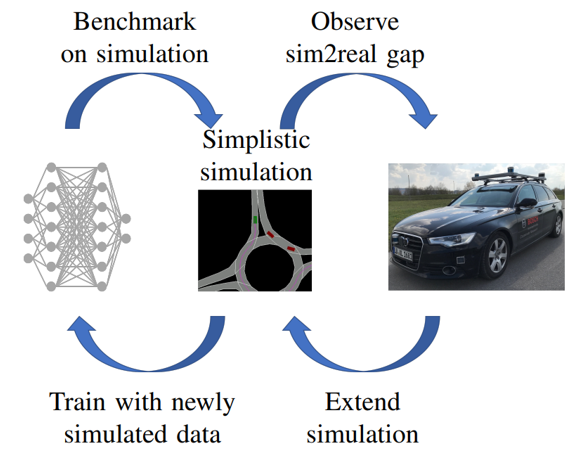 Benchmark
on simulation
Observe
sim2real gap
Simplistic
simulation
Train with newly
simulated data
Extend
simulation